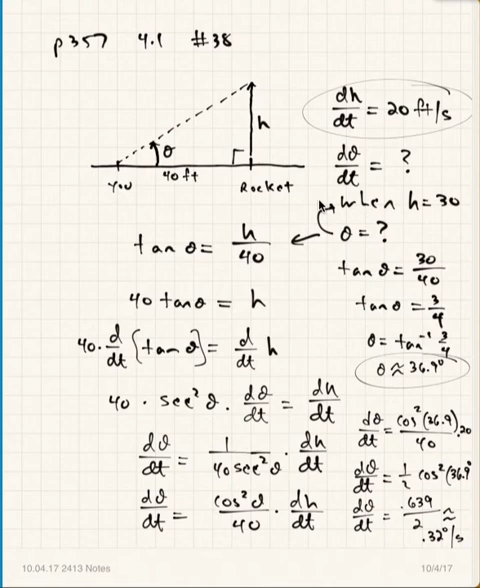 p357 4.1 #38
h
θ
40 ft
You
Rocket
dh/dt = 20 ft/s
dθ/dt = ?
when h = 30
θ = ?
tan θ = h/40
40 tan θ = h
40 · d/dt [tan θ] = d/dt h
40 · sec² θ · dθ/dt = dh/dt
dθ/dt = 1/(40 sec² θ) · dh/dt
dθ/dt = cos² θ/40 · dh/dt
tan θ = 30/40
tan θ = 3/4
θ = tan⁻¹ 3/4
θ ≈ 36.9°
dθ/dt = cos²(36.9)/40 · 20
dθ/dt = 1/2 cos²(36.9°
dθ/dt = .639/2 ≈
.32°/s
10.04.17 2413 Notes
10/4/17